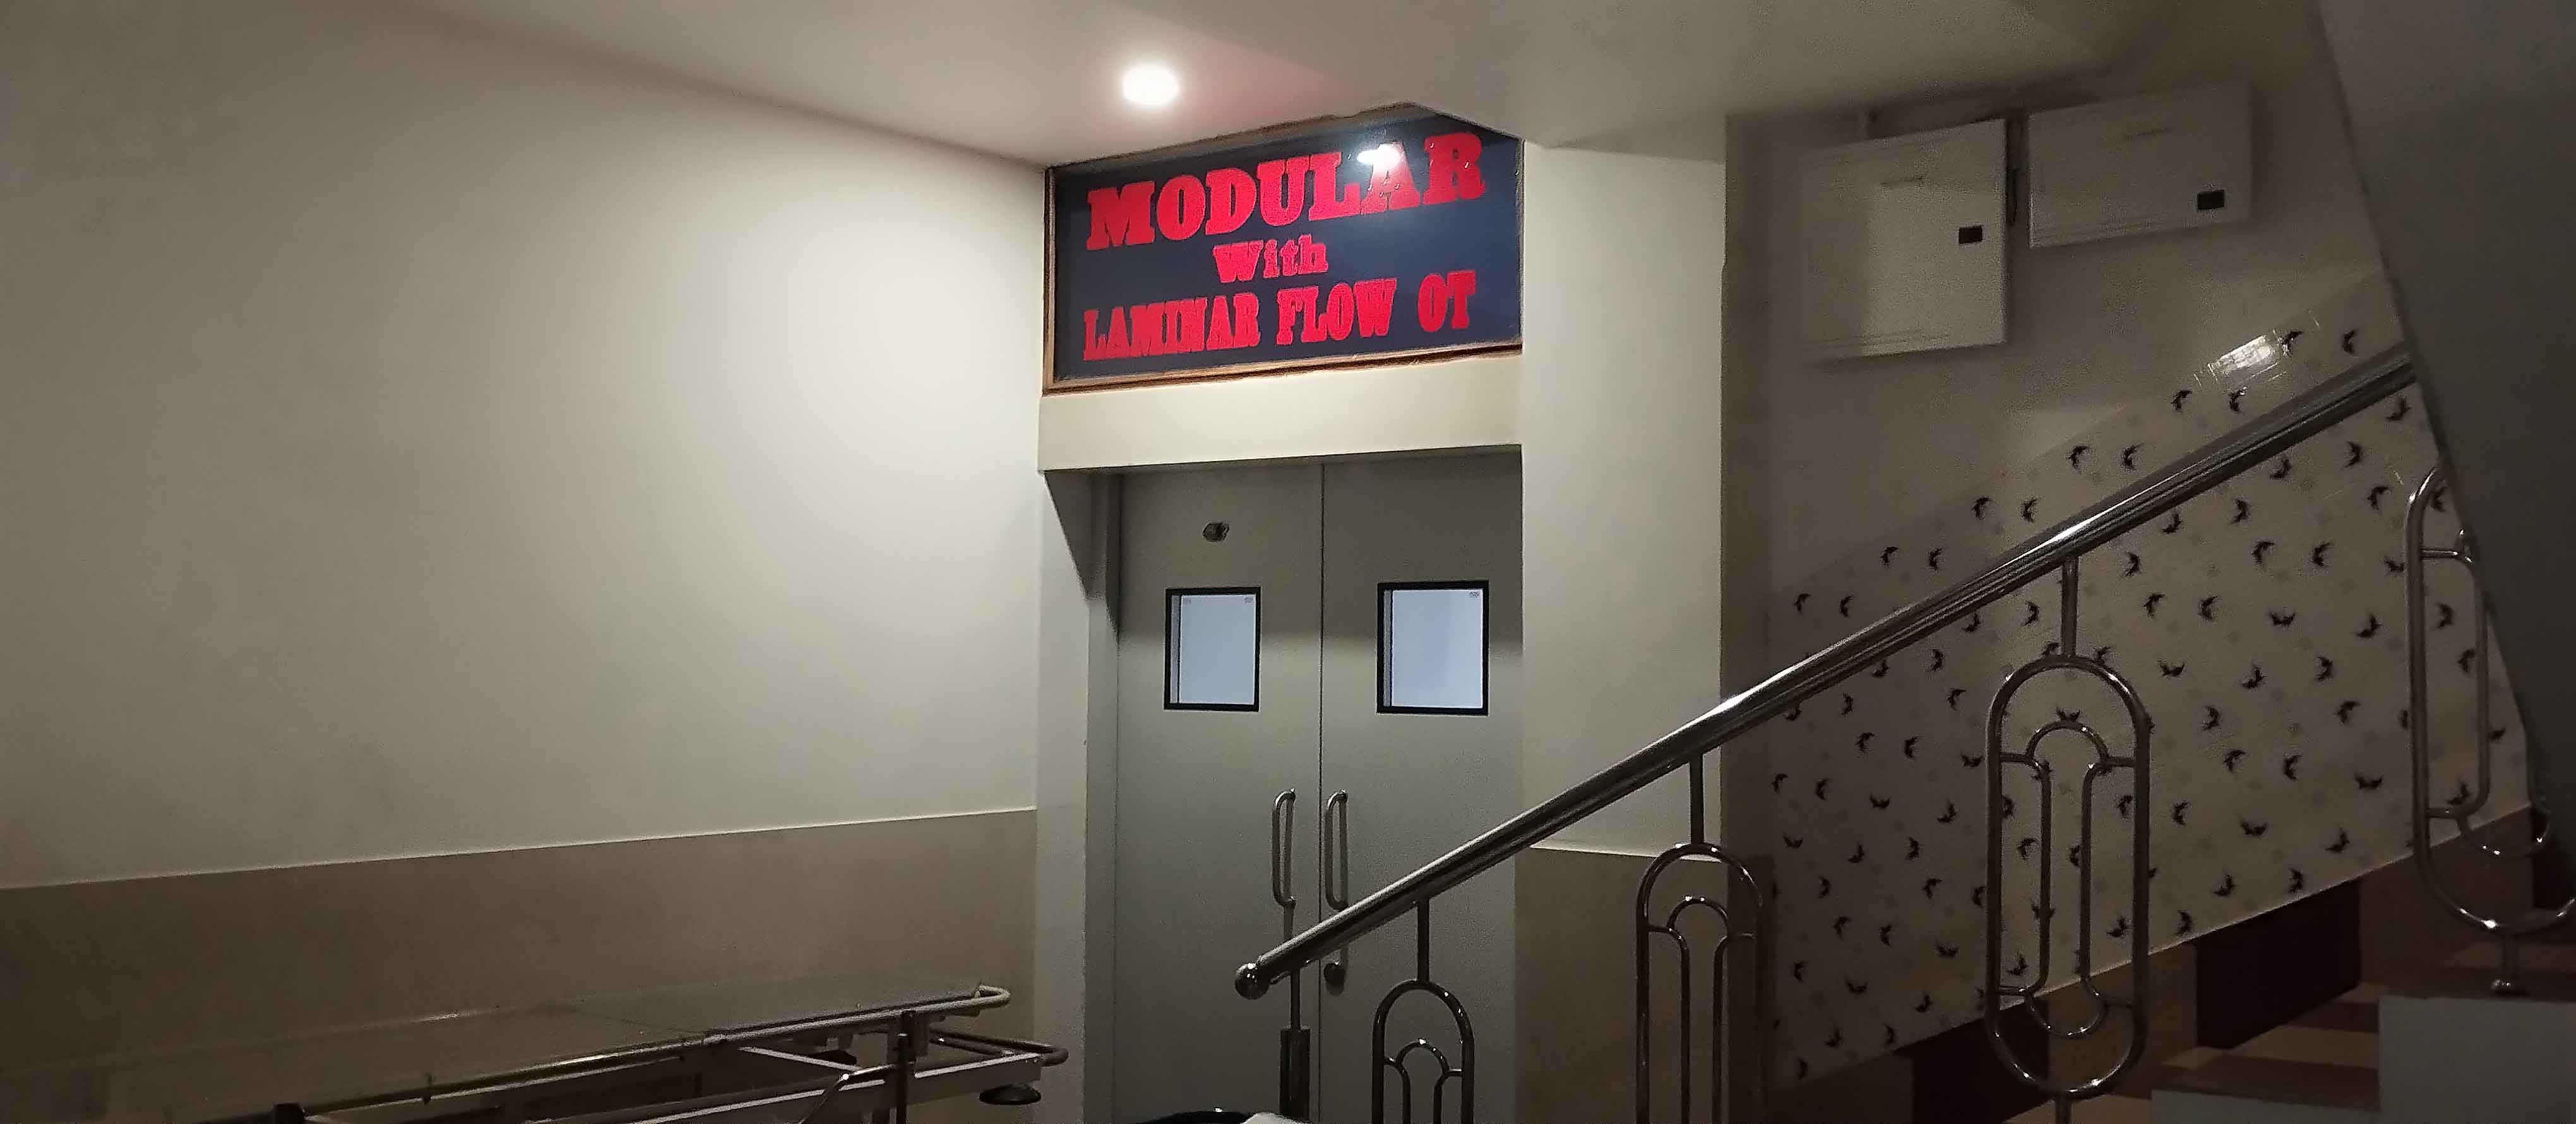 MODULAR
With
LAMINAR FLOW OT